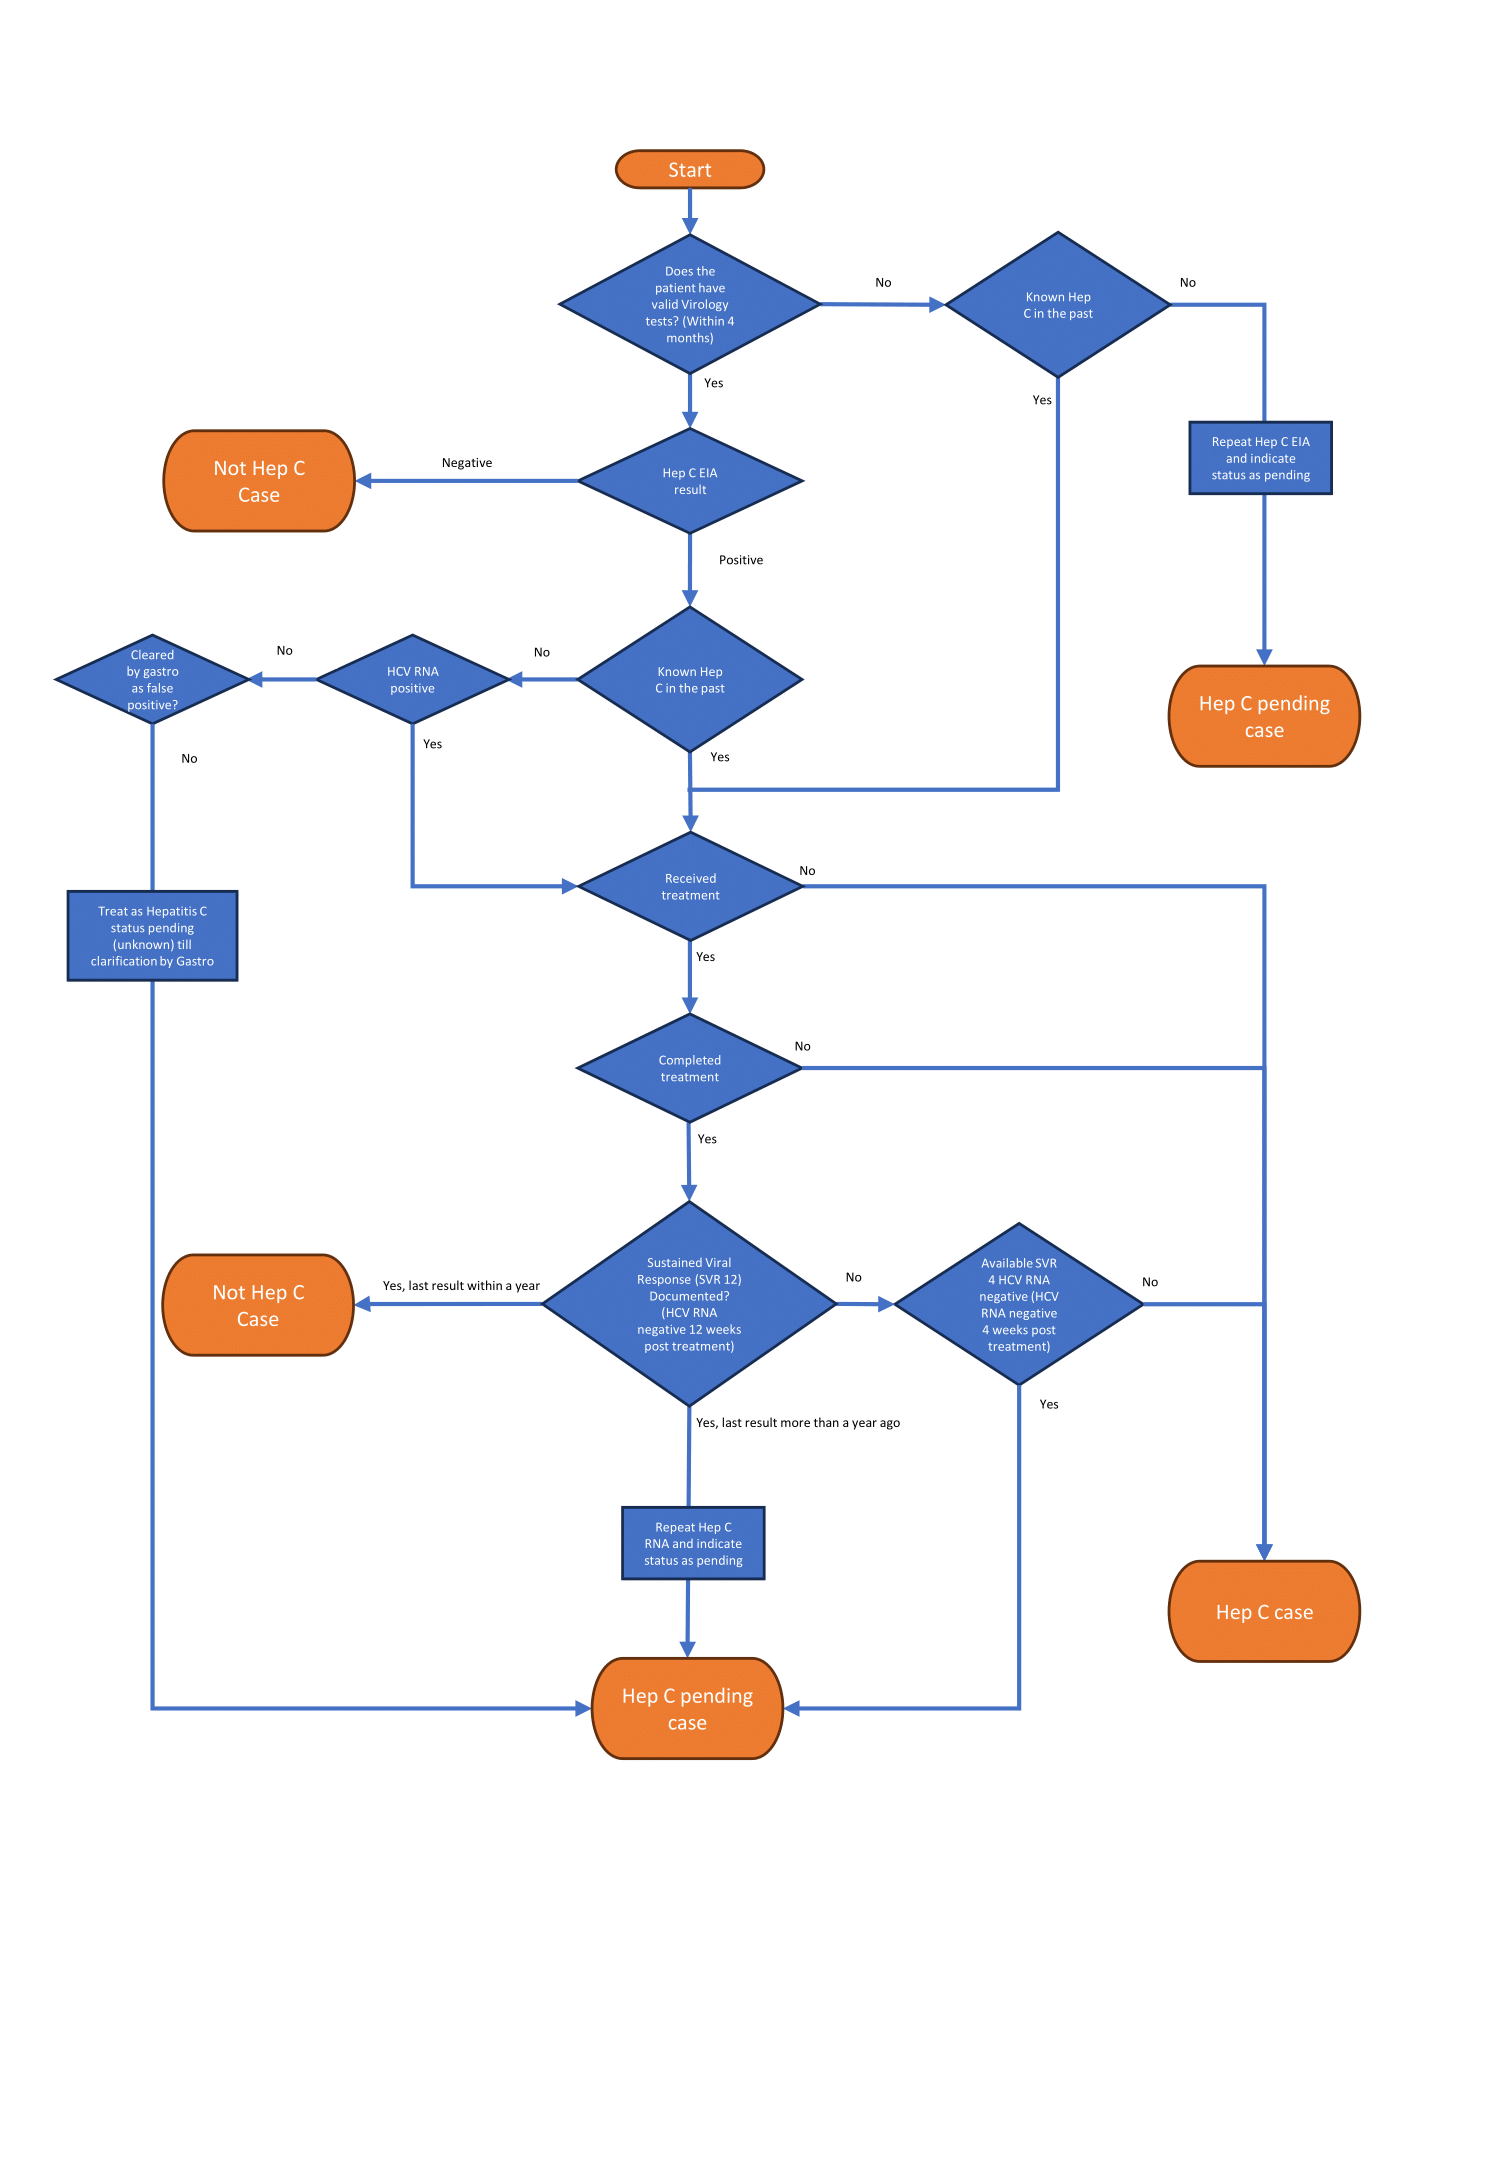 Start
Does the
patient have
valid Virology
tests? (Within 4
months)
No
Known Hep
C in the past
No
Yes
Yes
Repeat Hep C EIA
and indicate
status as pending
Not Hep C
Case
Negative
Hep C EIA
result
Positive
Hep C pending
case
Cleared
by gastro
as false
positive?
No
HCV RNA
positive
No
Known Hep
C in the past
Yes
Yes
No
Received
treatment
No
Yes
Treat as Hepatitis C
status pending
(unknown) till
clarification by Gastro
Completed
treatment
No
Yes
Not Hep C
Case
Yes, last result within a year
Sustained Viral
Response (SVR 12)
Documented?
(HCV RNA
negative 12 weeks
post treatment)
No
Available SVR
4 HCV RNA
negative (HCV
RNA negative
4 weeks post
treatment)
No
Yes
Yes, last result more than a year ago
Repeat Hep C
RNA and indicate
status as pending
Hep C case
Hep C pending
case